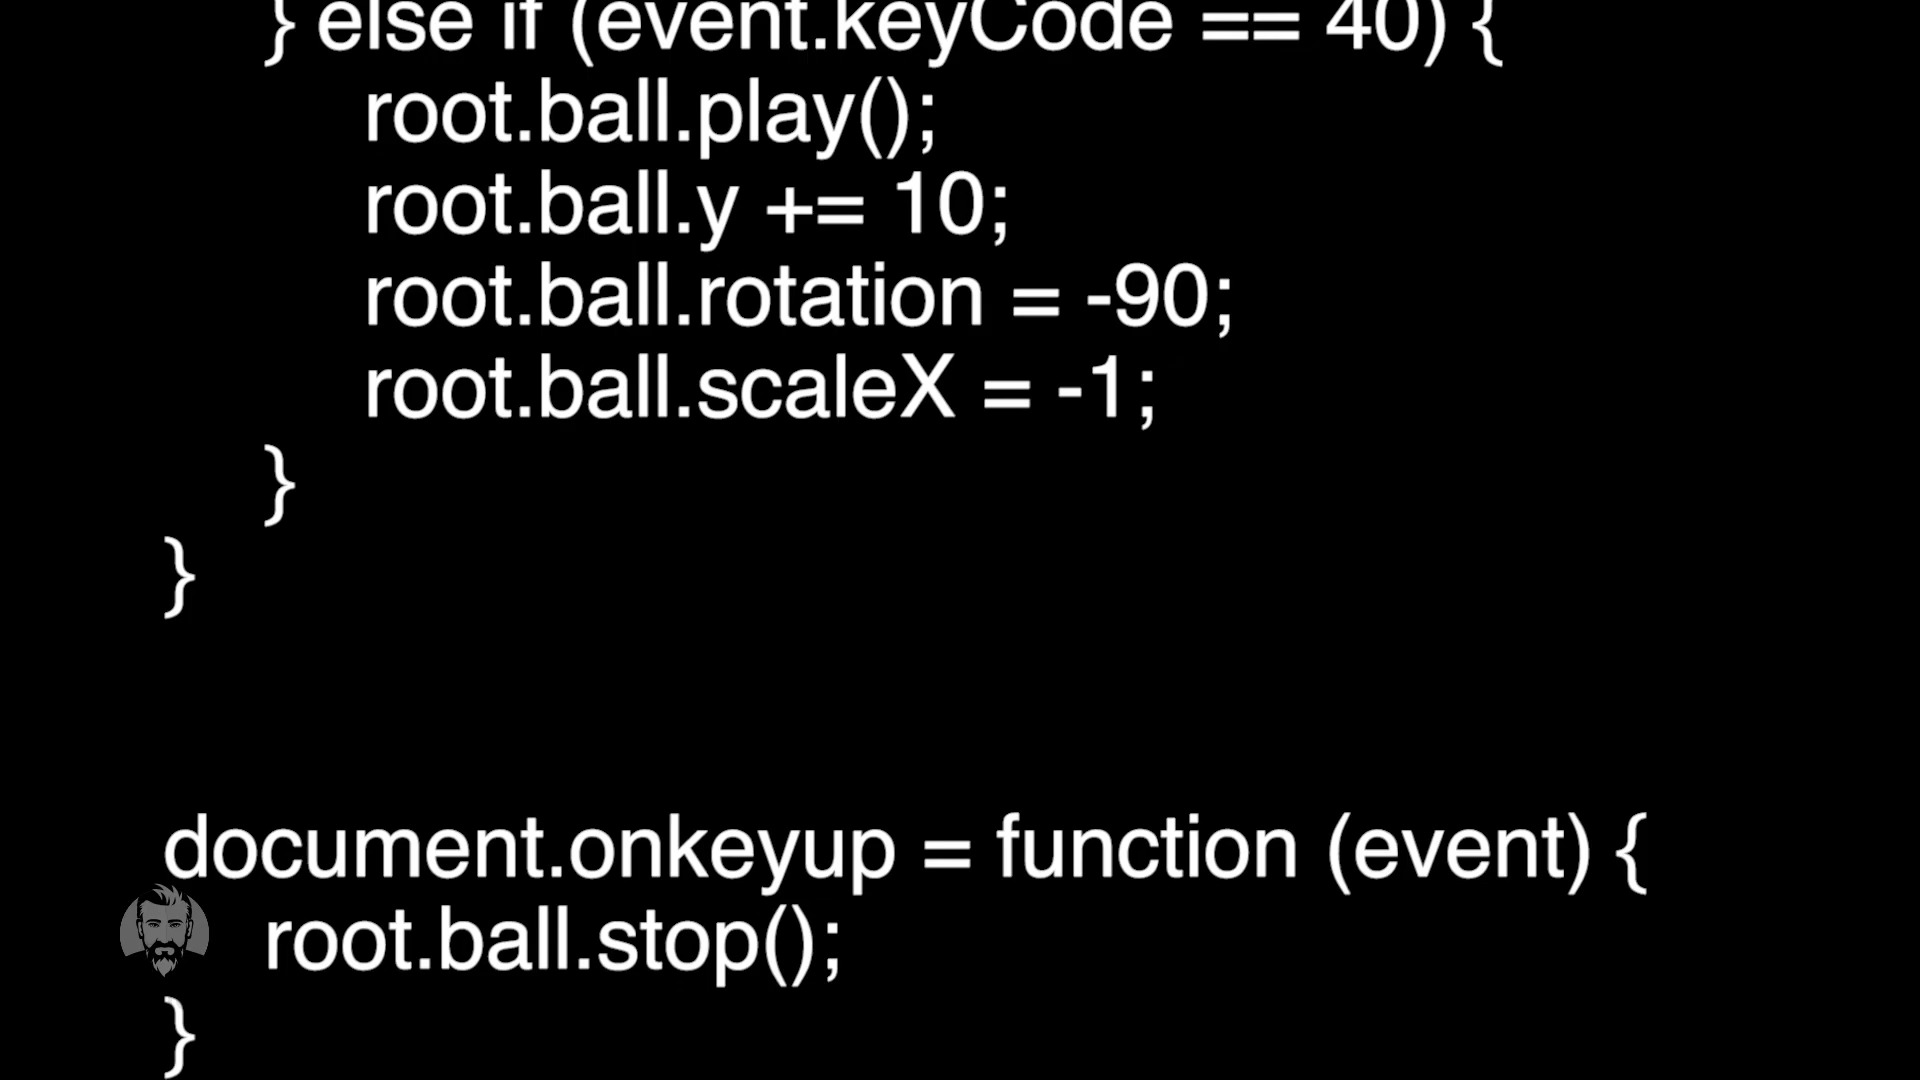 } else if (event.keyCode == 40) {
root.ball.play();
root.ball.y += 10;
root.ball.rotation = -90;
root.ball.scaleX = -1;
}
}
document.onkeyup = function (event) {
root.ball.stop();
}